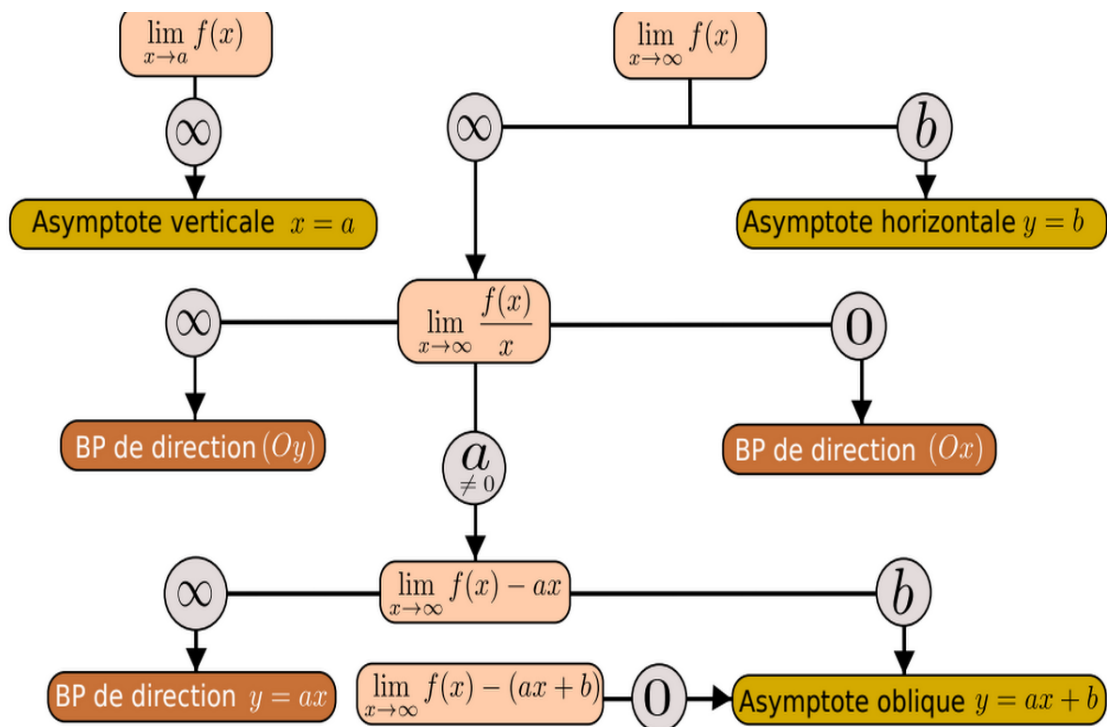 lim x→a f(x)
lim x→∞ f(x)
∞
∞
b
Asymptote verticale x = a
Asymptote horizontale y = b
∞
lim x→∞ f(x)/x
0
BP de direction (Oy)
a ≠ 0
BP de direction (Ox)
∞
lim x→∞ f(x) − ax
b
BP de direction y = ax
lim x→∞ f(x) − (ax + b)
0
Asymptote oblique y = ax + b